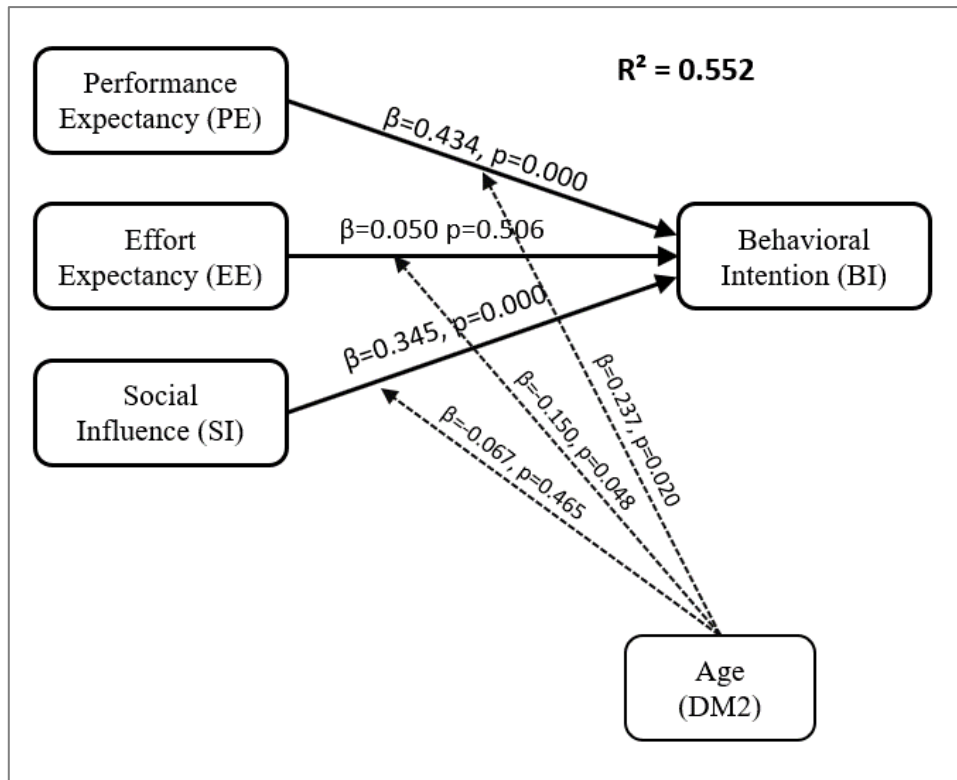 Performance
Expectancy (PE)
R² = 0.552
β=0.434, p=0.000
Effort
Expectancy (EE)
β=0.050 p=0.506
Behavioral
Intention (BI)
β=0.345, p=0.000
Social
Influence (SI)
β=0.237, p=0.020
β=-0.150, p=0.048
β=-0.067, p=0.465
Age
(DM2)